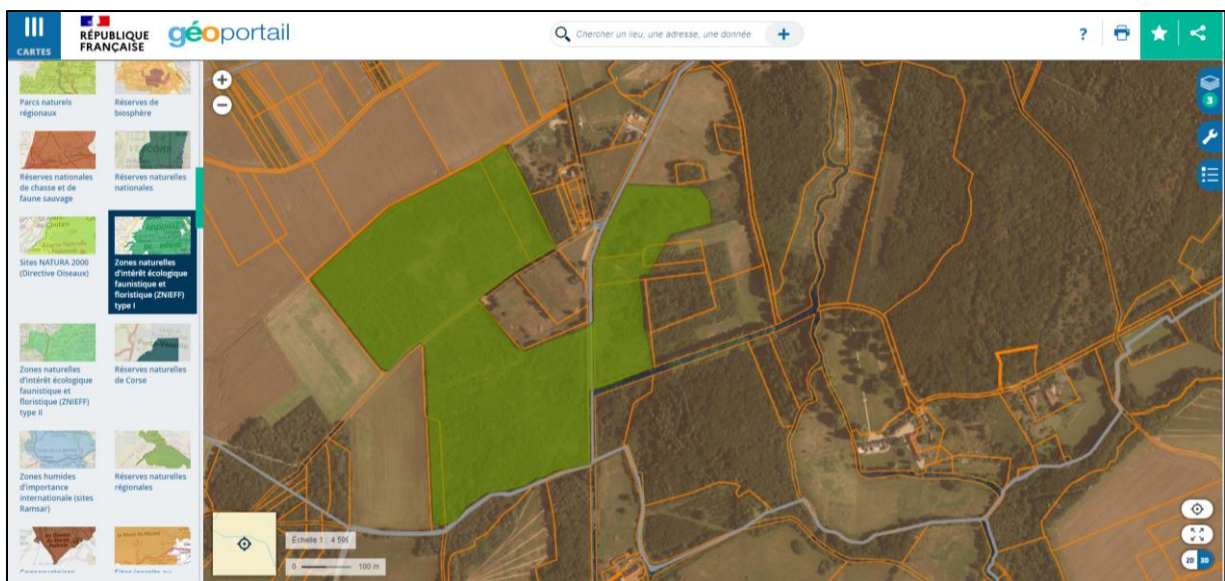 CARTES
RÉPUBLIQUE
FRANÇAISE
géoportail
Chercher un lieu, une adresse, une donnée
+
?
+
−
3
Parcs naturels
régionaux
Réserves de
biosphère
Réserves nationales
de chasse et de
faune sauvage
Réserves naturelles
nationales
Sites NATURA 2000
(Directive Oiseaux)
Zones naturelles
d'intérêt écologique
faunistique et
floristique (ZNIEFF)
type I
Zones naturelles
d'intérêt écologique
faunistique et
floristique (ZNIEFF)
type II
Réserves naturelles
de Corse
Zones humides
d'importance
internationale (sites
Ramsar)
Réserves naturelles
régionales
Échelle 1 : 4 599
0
100 m
2D
3D